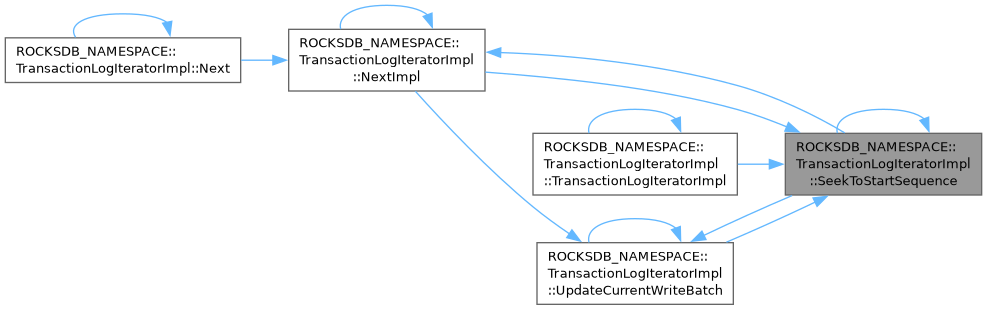 ROCKSDB_NAMESPACE::
TransactionLogIteratorImpl::Next
ROCKSDB_NAMESPACE::
TransactionLogIteratorImpl
::NextImpl
ROCKSDB_NAMESPACE::
TransactionLogIteratorImpl
::TransactionLogIteratorImpl
ROCKSDB_NAMESPACE::
TransactionLogIteratorImpl
::SeekToStartSequence
ROCKSDB_NAMESPACE::
TransactionLogIteratorImpl
::UpdateCurrentWriteBatch